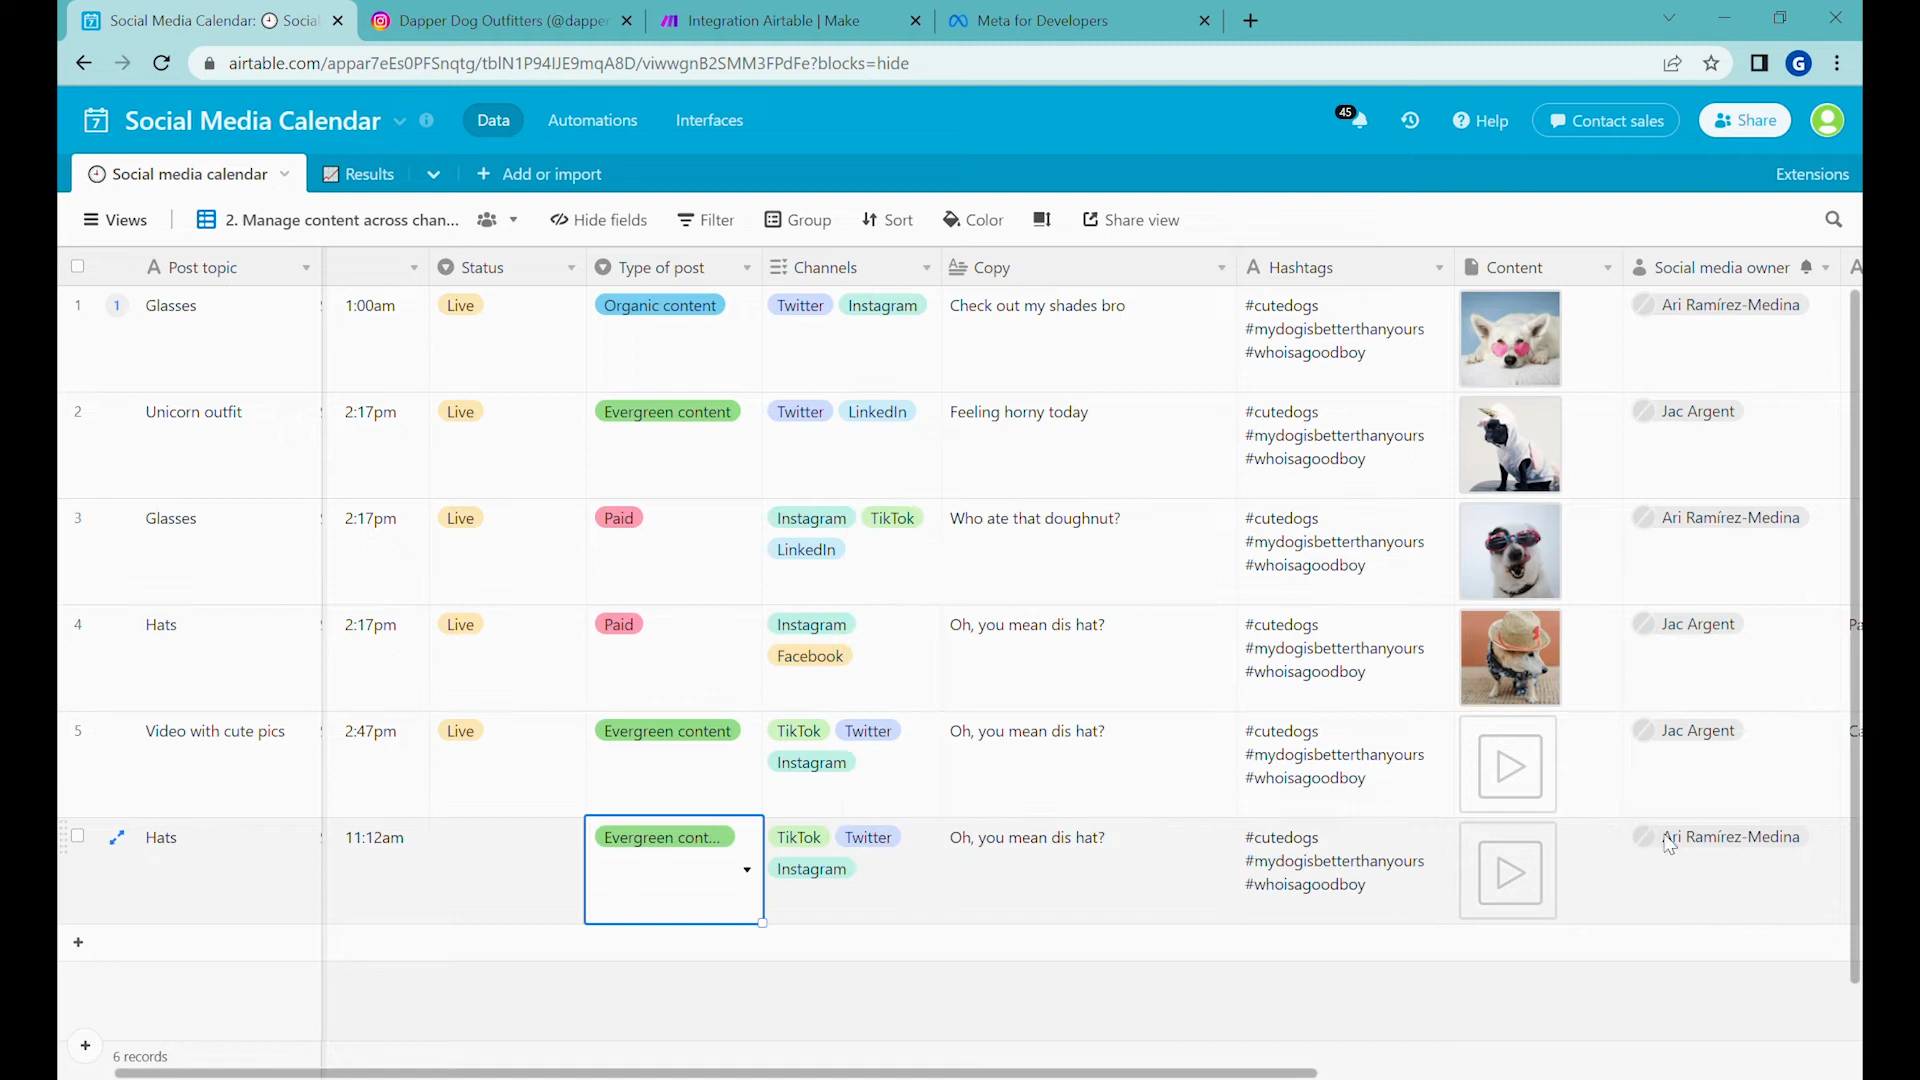 Social Media Calendar: Social
Dapper Dog Outfitters (@dapper
Integration Airtable | Make
Meta for Developers
airtable.com/appar7eEs0PFSnqtg/tblN1P94IJE9mqA8D/viwwgnB2SMM3FPdFe?blocks=hide
G
7
Social Media Calendar
Data
Automations
Interfaces
45
Help
Contact sales
Share
Social media calendar
Results
Add or import
Extensions
Views
2. Manage content across chan...
Hide fields
Filter
Group
Sort
Color
Share view
Post topic
Status
Type of post
Channels
Copy
Hashtags
Content
Social media owner
1
1
Glasses
1:00am
Live
Organic content
Twitter
Instagram
Check out my shades bro
#cutedogs
#mydogisbetterthanyours
#whoisagoodboy
Ari Ramírez-Medina
2
Unicorn outfit
2:17pm
Live
Evergreen content
Twitter
LinkedIn
Feeling horny today
#cutedogs
#mydogisbetterthanyours
#whoisagoodboy
Jac Argent
3
Glasses
2:17pm
Live
Paid
Instagram
TikTok
LinkedIn
Who ate that doughnut?
#cutedogs
#mydogisbetterthanyours
#whoisagoodboy
Ari Ramírez-Medina
4
Hats
2:17pm
Live
Paid
Instagram
Facebook
Oh, you mean dis hat?
#cutedogs
#mydogisbetterthanyours
#whoisagoodboy
Jac Argent
Pa
5
Video with cute pics
2:47pm
Live
Evergreen content
TikTok
Twitter
Instagram
Oh, you mean dis hat?
#cutedogs
#mydogisbetterthanyours
#whoisagoodboy
Jac Argent
Ca
Hats
11:12am
Evergreen cont...
TikTok
Twitter
Instagram
Oh, you mean dis hat?
#cutedogs
#mydogisbetterthanyours
#whoisagoodboy
Ari Ramírez-Medina
6 records